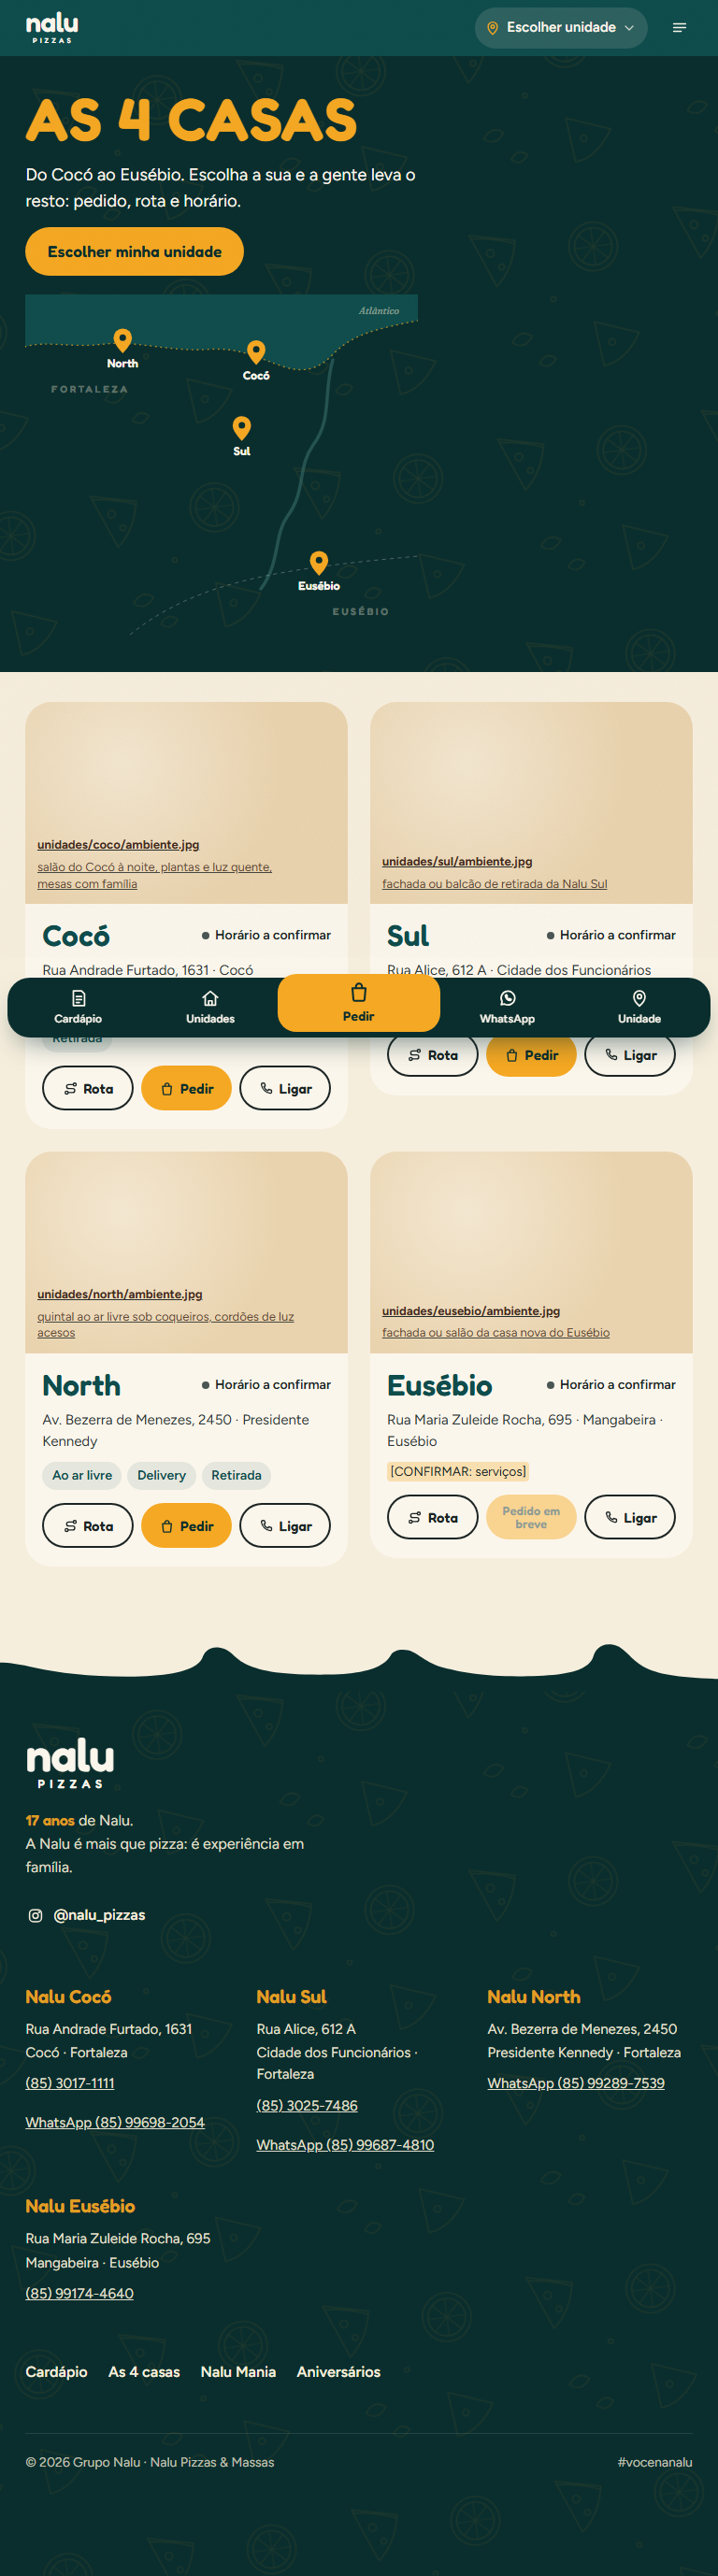 nalu
PIZZAS
Escolher unidade
AS 4 CASAS
Do Cocó ao Eusébio. Escolha a sua e a gente leva o
resto: pedido, rota e horário.
Escolher minha unidade
Atlântico
North
Cocó
FORTALEZA
Sul
Eusébio
EUSÉBIO
unidades/coco/ambiente.jpg
salão do Cocó à noite, plantas e luz quente,
mesas com família
unidades/sul/ambiente.jpg
fachada ou balcão de retirada da Nalu Sul
Cocó
Horário a confirmar
Sul
Horário a confirmar
Rua Andrade Furtado, 1631 · Cocó
Rua Alice, 612 A · Cidade dos Funcionários
Cardápio
Unidades
Pedir
WhatsApp
Unidade
Retirada
Rota
Pedir
Ligar
Rota
Pedir
Ligar
unidades/north/ambiente.jpg
quintal ao ar livre sob coqueiros, cordões de luz
acesos
unidades/eusebio/ambiente.jpg
fachada ou salão da casa nova do Eusébio
North
Horário a confirmar
Eusébio
Horário a confirmar
Av. Bezerra de Menezes, 2450 · Presidente
Kennedy
Rua Maria Zuleide Rocha, 695 · Mangabeira ·
Eusébio
Ao ar livre
Delivery
Retirada
[CONFIRMAR: serviços]
Rota
Pedir
Ligar
Rota
Pedido em
breve
Ligar
nalu
PIZZAS
17 anos de Nalu.
A Nalu é mais que pizza: é experiência em
família.
@nalu_pizzas
Nalu Cocó
Rua Andrade Furtado, 1631
Cocó · Fortaleza
(85) 3017-1111
WhatsApp (85) 99698-2054
Nalu Sul
Rua Alice, 612 A
Cidade dos Funcionários ·
Fortaleza
(85) 3025-7486
WhatsApp (85) 99687-4810
Nalu North
Av. Bezerra de Menezes, 2450
Presidente Kennedy · Fortaleza
WhatsApp (85) 99289-7539
Nalu Eusébio
Rua Maria Zuleide Rocha, 695
Mangabeira · Eusébio
(85) 99174-4640
Cardápio
As 4 casas
Nalu Mania
Aniversários
© 2026 Grupo Nalu · Nalu Pizzas & Massas
#vocenanalu